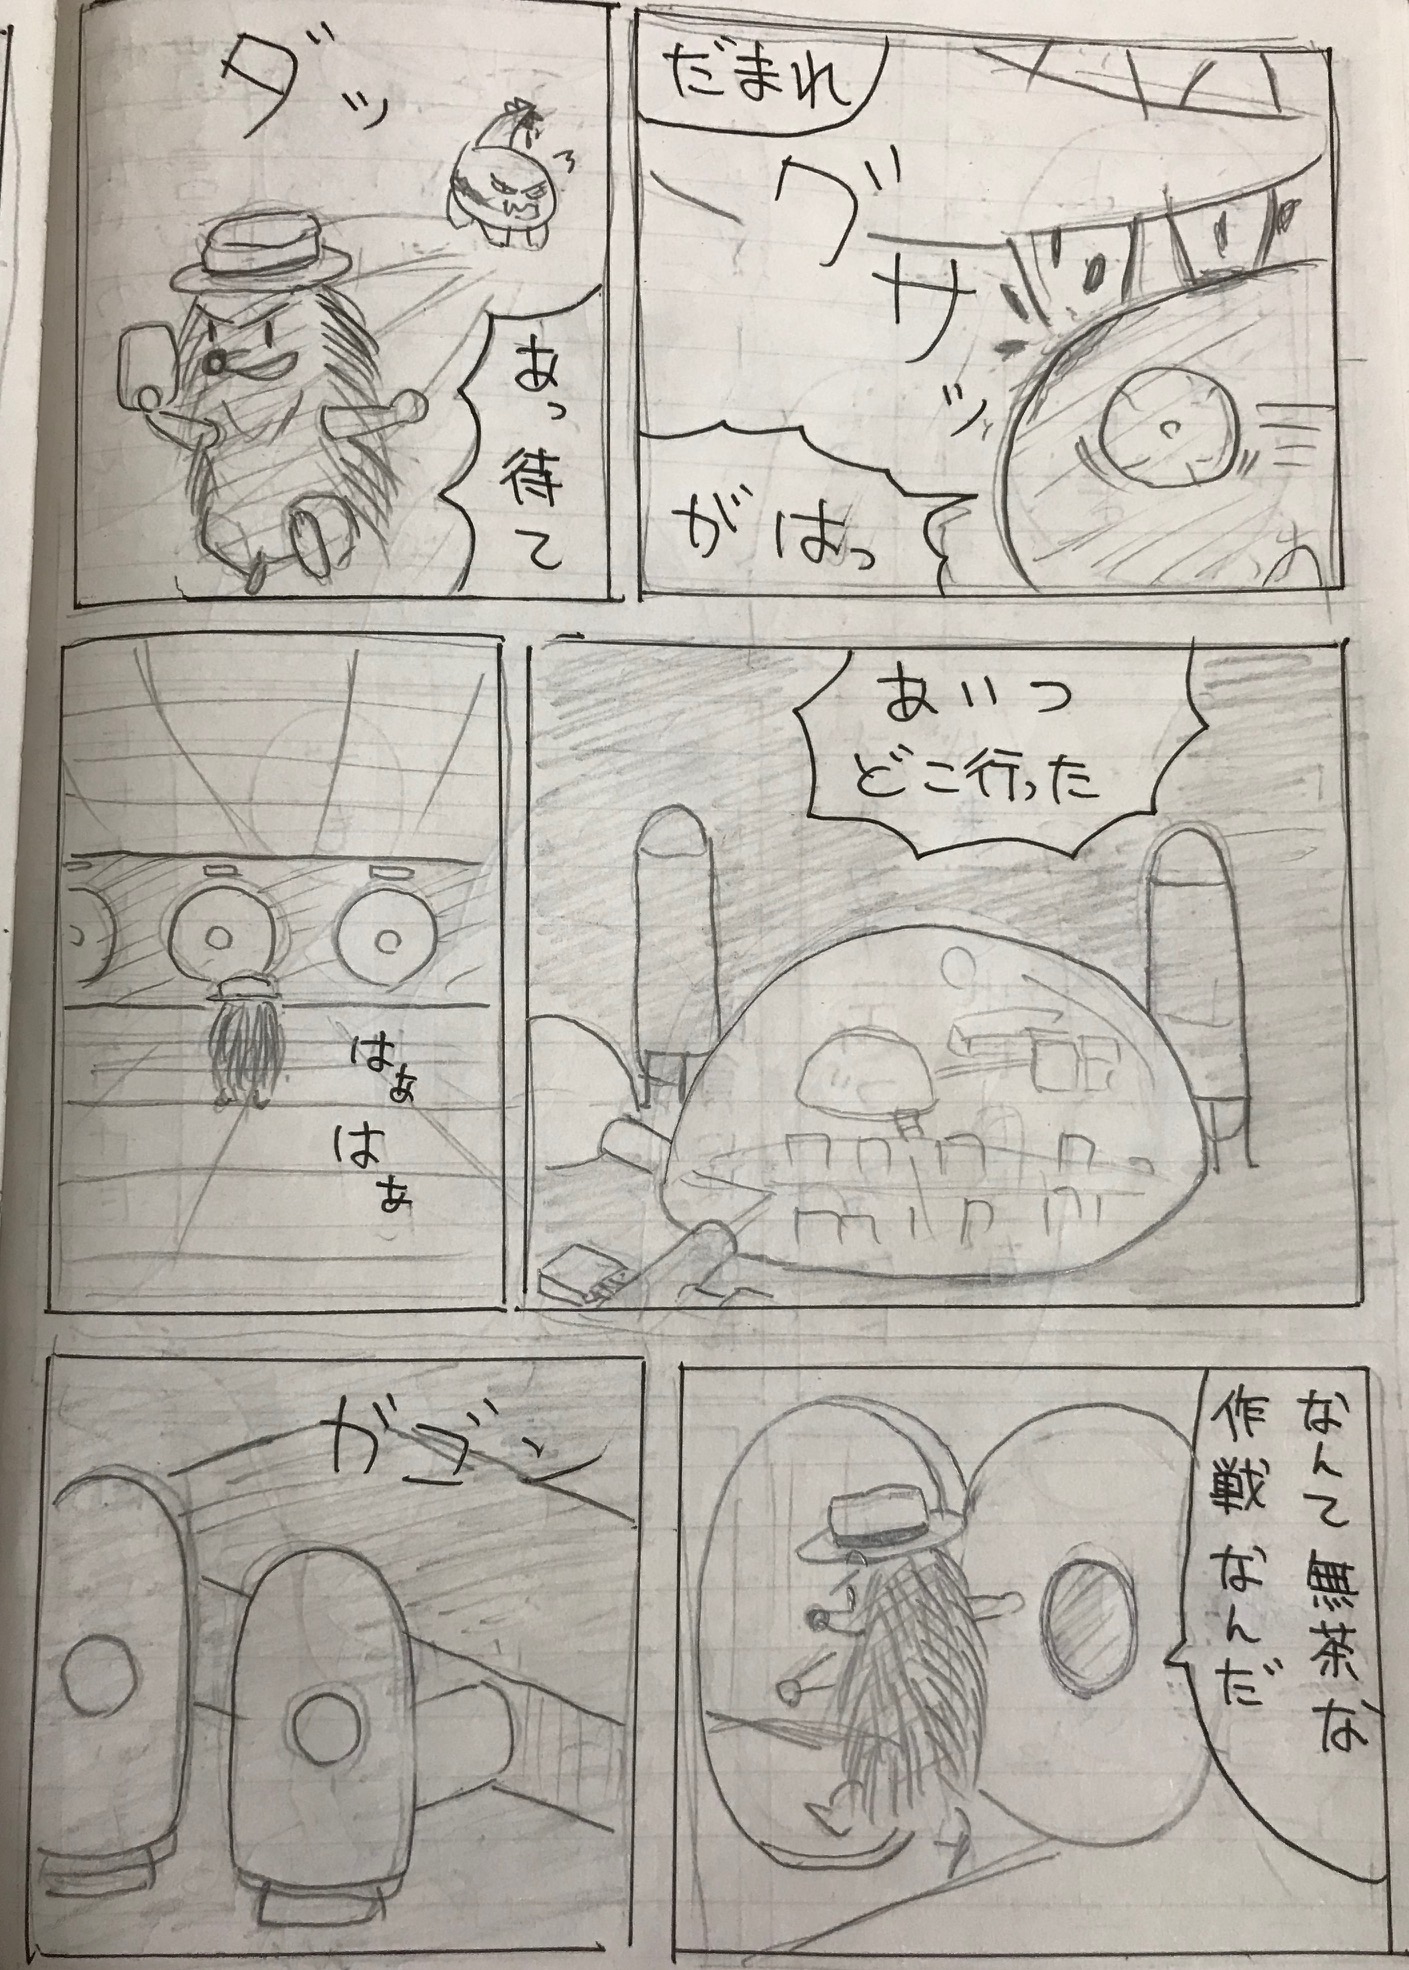 だまれ
グサッ
がはっ
ダッ
あっ待て
あいつ
どこ行った
はぁ
はぁ
なんて無茶な
作戦なんだ
ガゴン